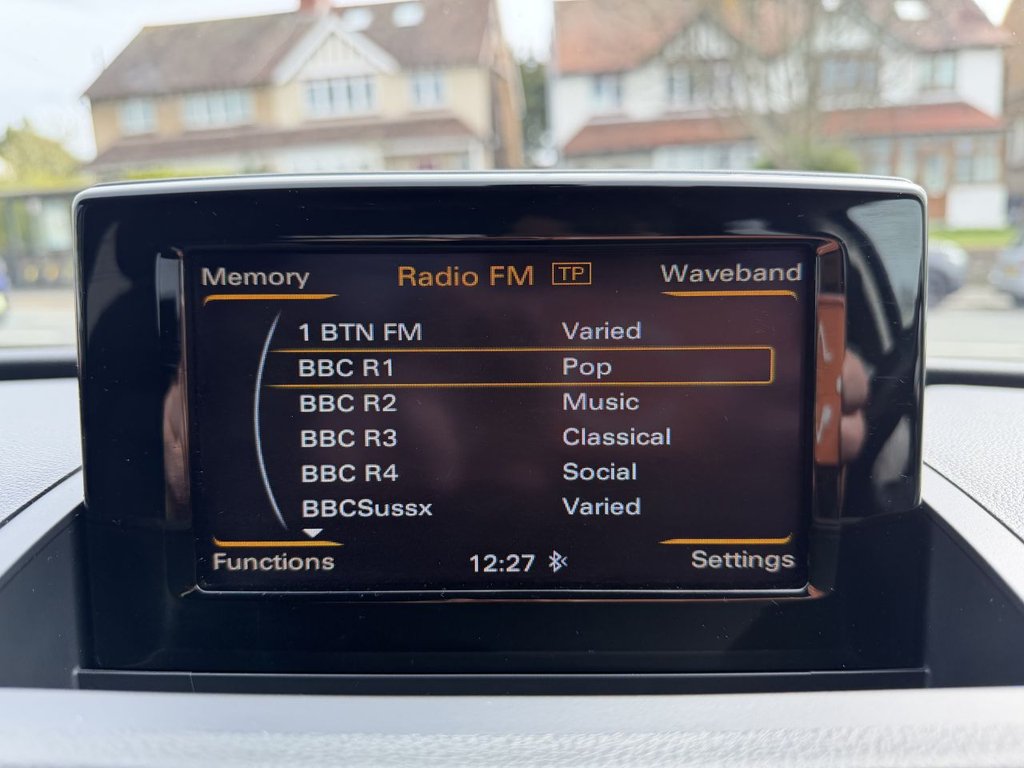 Memory Radio FM TP Waveband
1 BTN FM Varied
BBC R1 Pop
BBC R2 Music
BBC R3 Classical
BBC R4 Social
BBCSussx Varied
Functions 12:27 Settings